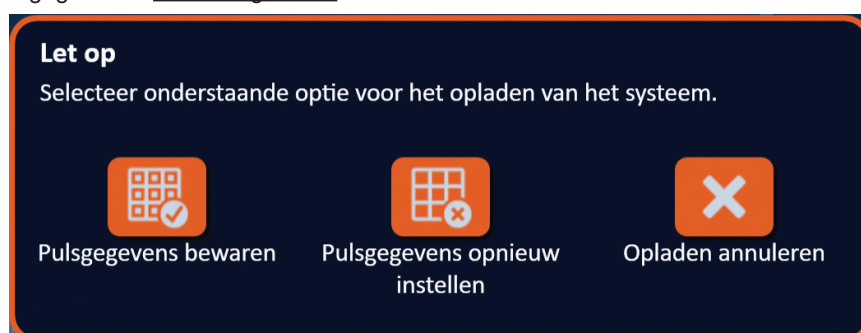 Let op
Selecteer onderstaande optie voor het opladen van het systeem.
Pulsgegevens bewaren
Pulsgegevens opnieuw
instellen
Opladen annuleren